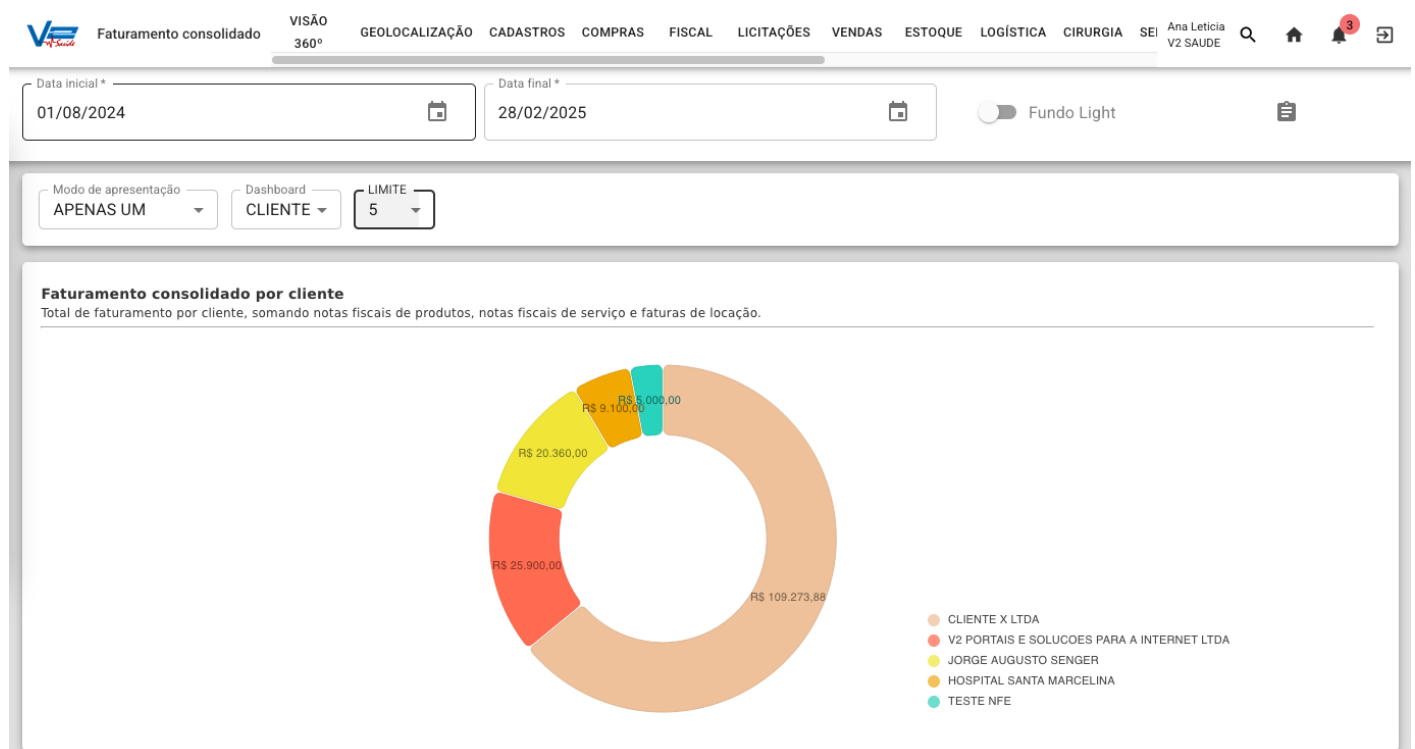 V2 Saúde
Faturamento consolidado
VISÃO 360º
GEOLOCALIZAÇÃO CADASTROS COMPRAS FISCAL LICITAÇÕES VENDAS ESTOQUE LOGÍSTICA CIRURGIA SE
Ana Leticia
V2 SAUDE
3
Data inicial *
01/08/2024
Data final *
28/02/2025
Fundo Light
Modo de apresentação
APENAS UM
Dashboard
CLIENTE
LIMITE
5
Faturamento consolidado por cliente
Total de faturamento por cliente, somando notas fiscais de produtos, notas fiscais de serviço e faturas de locação.
R$ 5.000,00
R$ 9.100,00
R$ 20.360,00
R$ 25.900,00
R$ 109.273,88
CLIENTE X LTDA
V2 PORTAIS E SOLUCOES PARA A INTERNET LTDA
JORGE AUGUSTO SENGER
HOSPITAL SANTA MARCELINA
TESTE NFE